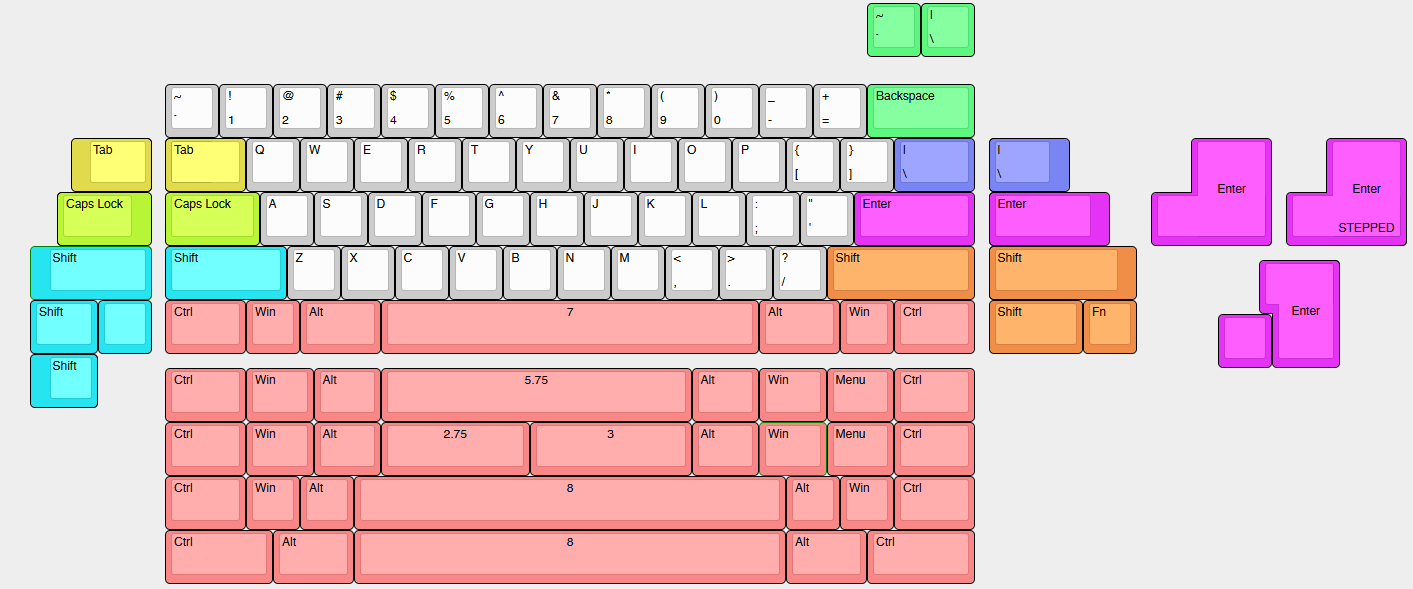 ~ |
` \
~ ! @ # $ % ^ & * ( ) _ + Backspace
` 1 2 3 4 5 6 7 8 9 0 - =
Tab Tab Q W E R T Y U I O P { } | |
[ ] \ \
Enter Enter
Caps Lock Caps Lock A S D F G H J K L : " Enter Enter
; '
STEPPED
Shift Shift Z X C V B N M < > ? Shift Shift
, . /
Shift Ctrl Win Alt 7 Alt Win Ctrl Shift Fn
Enter
Shift
Ctrl Win Alt 5.75 Alt Win Menu Ctrl
Ctrl Win Alt 2.75 3 Alt Win Menu Ctrl
Ctrl Win Alt 8 Alt Win Ctrl
Ctrl Alt 8 Alt Ctrl